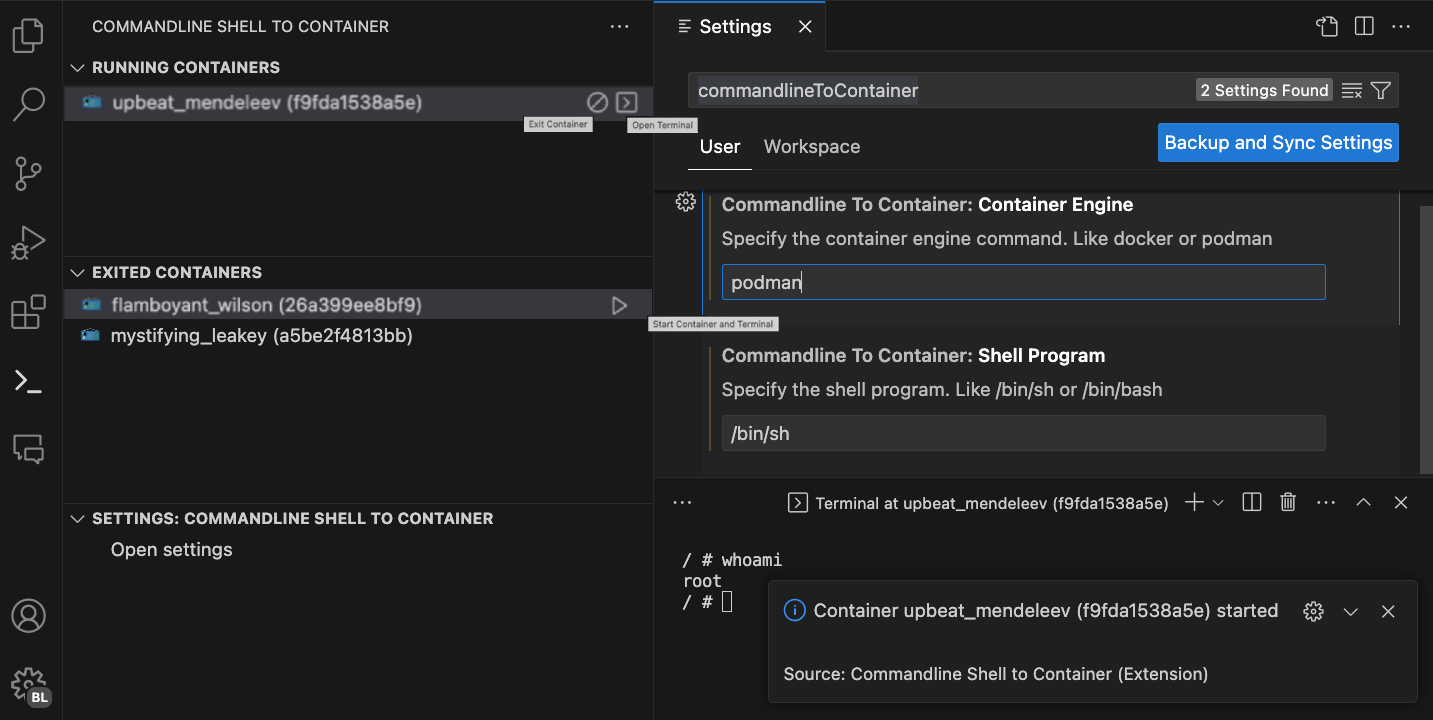 COMMANDLINE SHELL TO CONTAINER
RUNNING CONTAINERS
upbeat_mendeleev (f9fda1538a5e)
Exit Container
Open Terminal
EXITED CONTAINERS
flamboyant_wilson (26a399ee8bf9)
Start Container and Terminal
mystifying_leakey (a5be2f4813bb)
SETTINGS: COMMANDLINE SHELL TO CONTAINER
Open settings
BL
Settings
commandlineToContainer
2 Settings Found
User
Workspace
Backup and Sync Settings
Commandline To Container: Container Engine
Specify the container engine command. Like docker or podman
podman
Commandline To Container: Shell Program
Specify the shell program. Like /bin/sh or /bin/bash
/bin/sh
Terminal at upbeat_mendeleev (f9fda1538a5e)
/ # whoami
root
/ #
Container upbeat_mendeleev (f9fda1538a5e) started
Source: Commandline Shell to Container (Extension)